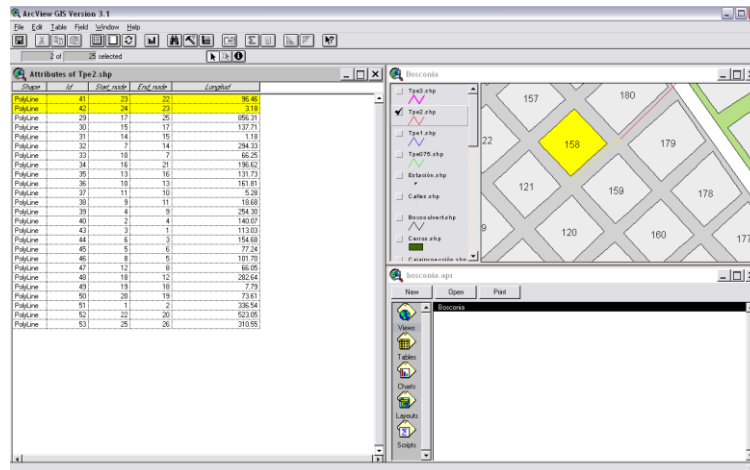 ArcView GIS Version 3.1
File Edit Table Field Window Help
2 of 25 selected
Attributes of Tpe2.shp
Shape Id Start_node End_node Longitud
PolyLine 41 23 22 96.46
PolyLine 42 24 23 3.18
PolyLine 29 17 25 856.31
PolyLine 30 15 17 137.71
PolyLine 31 14 15 1.18
PolyLine 32 7 14 294.33
PolyLine 33 10 7 66.25
PolyLine 34 16 21 196.62
PolyLine 35 13 16 131.73
PolyLine 36 10 13 161.81
PolyLine 37 11 10 5.28
PolyLine 38 9 11 18.68
PolyLine 39 4 9 254.30
PolyLine 40 2 4 140.07
PolyLine 43 3 1 113.03
PolyLine 44 6 3 154.68
PolyLine 45 5 6 77.24
PolyLine 46 8 5 101.70
PolyLine 47 12 8 66.05
PolyLine 48 18 12 282.64
PolyLine 49 19 18 7.79
PolyLine 50 20 19 73.61
PolyLine 51 1 2 336.54
PolyLine 52 22 20 523.05
PolyLine 53 25 26 310.55
Bosconia
Tpe3.shp
Tpe2.shp
Tpe1.shp
Tpe075.shp
Estación.shp
Calles.shp
Cerros.shp
157 180
22 158 179
121 159 178
9 120 160 177
bosconia.apr
New Open Print
Bosconia
Views
Tables
Charts
Layouts
Scripts